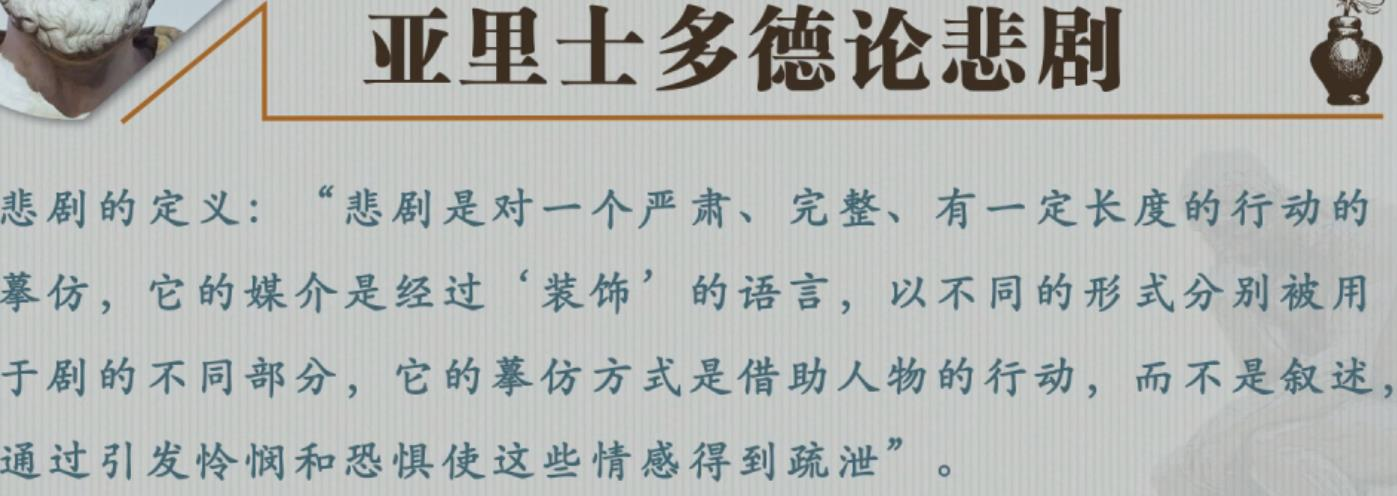 亚里士多德论悲剧
悲剧的定义：“悲剧是对一个严肃、完整、有一定长度的行动的
摹仿，它的媒介是经过‘装饰’的语言，以不同的形式分别被用
于剧的不同部分，它的摹仿方式是借助人物的行动，而不是叙述，
通过引发怜悯和恐惧使这些情感得到疏泄”。